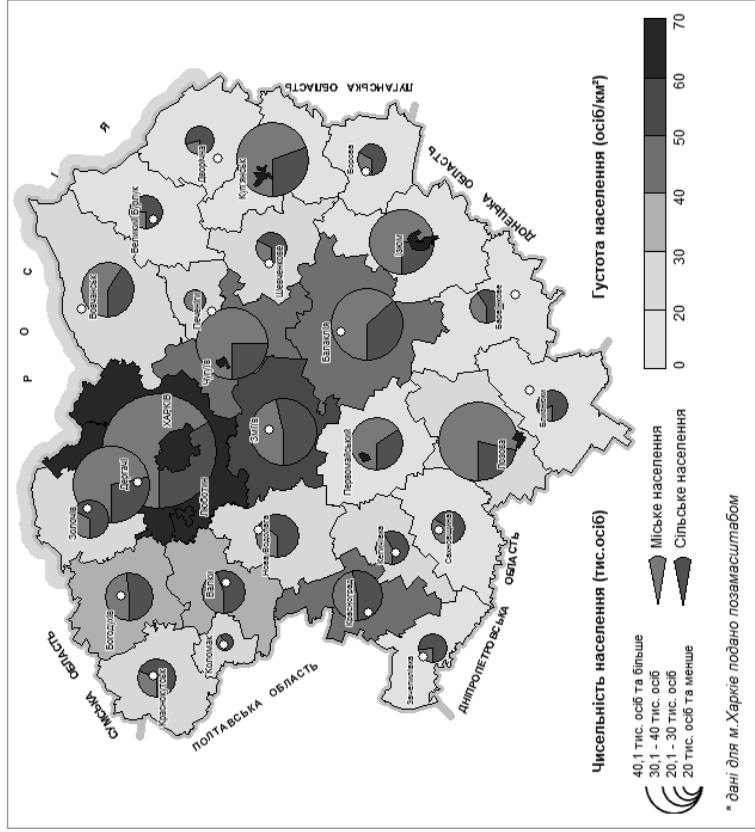 РОСІЯ
СУМСЬКА ОБЛАСТЬ
ПОЛТАВСЬКА ОБЛАСТЬ
ДНІПРОПЕТРОВСЬКА ОБЛАСТЬ
ДОНЕЦЬКА ОБЛАСТЬ
ЛУГАНСЬКА ОБЛАСТЬ
Золочів
Дергачі
ХАРКІВ
Люботин
Вовчанськ
Великий Бурлук
Дворічна
Печеніги
Чугуїв
Шевченкове
Куп'янськ
Богодухів
Краснокутськ
Валки
Коломак
Нова Водолага
Зміїв
Балаклія
Ізюм
Борова
Красноград
Кегичівка
Первомайський
Сахновщина
Зачепилівка
Лозова
Барвінкове
Близнюки
Чисельність населення (тис.осіб)
40,1 тис. осіб та більше
30,1 - 40 тис. осіб
20,1 - 30 тис. осіб
20 тис. осіб та менше
Міське населення
Сільське населення
Густота населення (осіб/км²)
0 20 30 40 50 60 70
* дані для м.Харків подано позамасштабом